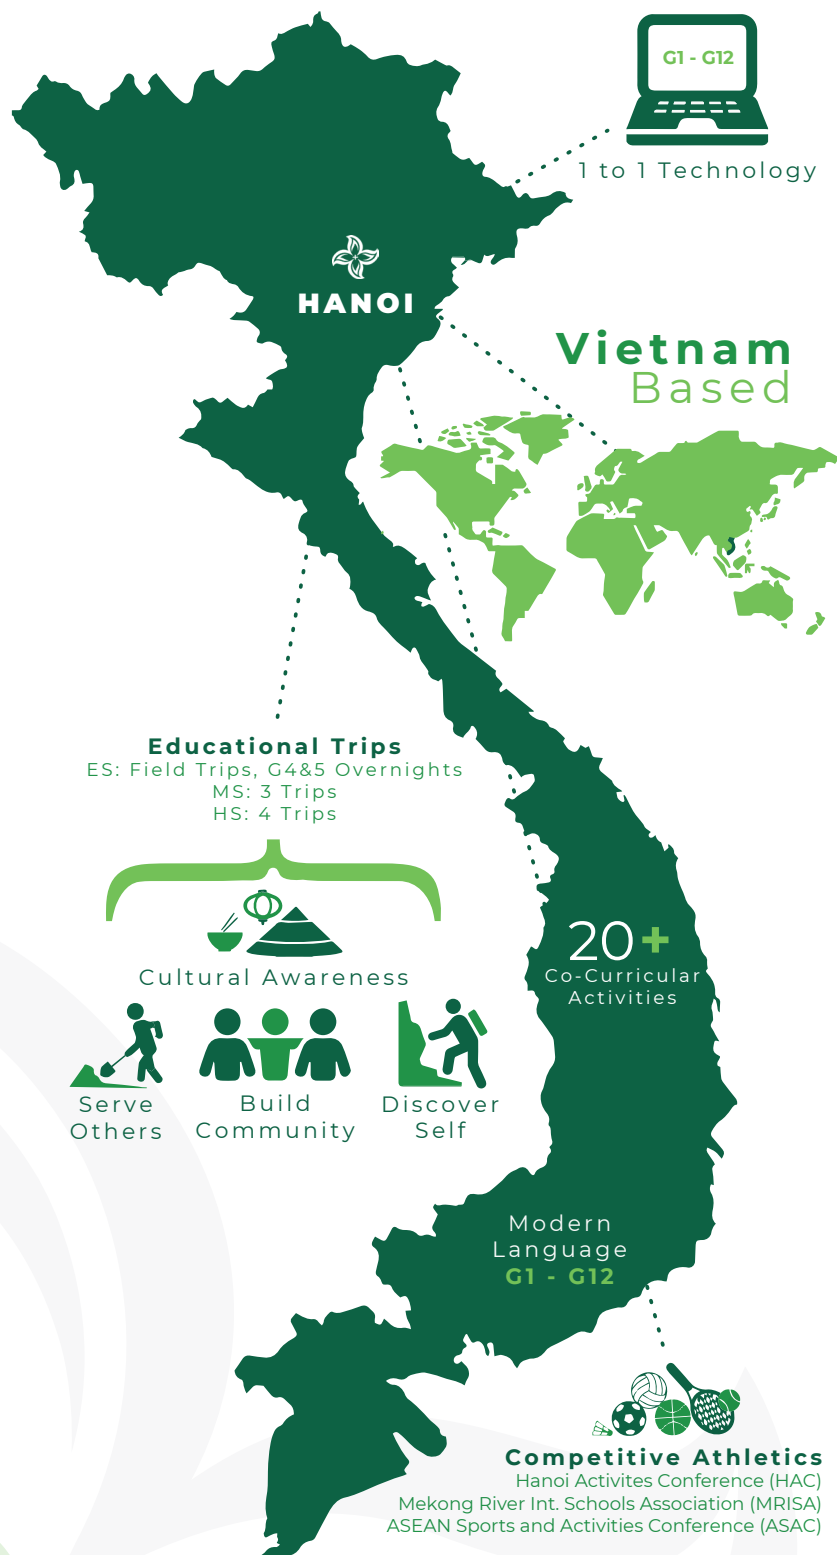 G1 - G12
1 to 1 Technology
HANOI
Vietnam
Based
Educational Trips
ES: Field Trips, G4&5 Overnights
MS: 3 Trips
HS: 4 Trips
Cultural Awareness
Serve
Others
Build
Community
Discover
Self
20+
Co-Curricular
Activities
Modern
Language
G1 - G12
Competitive Athletics
Hanoi Activites Conference (HAC)
Mekong River Int. Schools Association (MRISA)
ASEAN Sports and Activities Conference (ASAC)